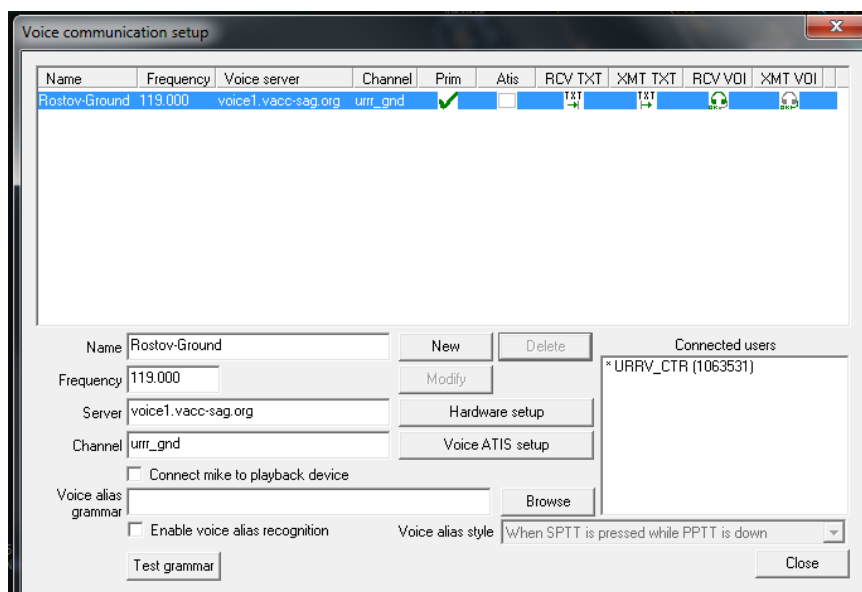 Voice communication setup
Name Frequency Voice server Channel Prim Atis RCV TXT XMT TXT RCV VOI XMT VOI
Rostov-Ground 119.000 voice1.vacc-sag.org urrr_gnd TXT TXT
Name Rostov-Ground New Delete Connected users
Frequency 119.000 Modify * URRV_CTR (1063531)
Server voice1.vacc-sag.org Hardware setup
Channel urrr_gnd Voice ATIS setup
Connect mike to playback device
Voice alias grammar Browse
Enable voice alias recognition Voice alias style When SPTT is pressed while PPTT is down
Test grammar Close